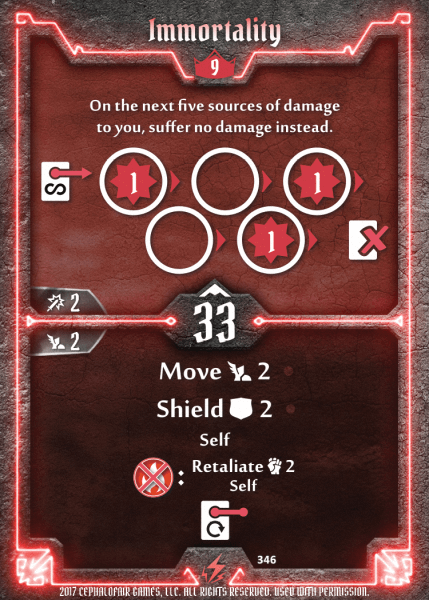 Immortality
9
On the next five sources of damage
to you, suffer no damage instead.
S 1 1
1
2
33
2
Move 2
Shield 2
Self
: Retaliate 2
Self
346
2017 CEPHALOFAIR GAMES, LLC. ALL RIGHTS RESERVED. USED WITH PERMISSION.